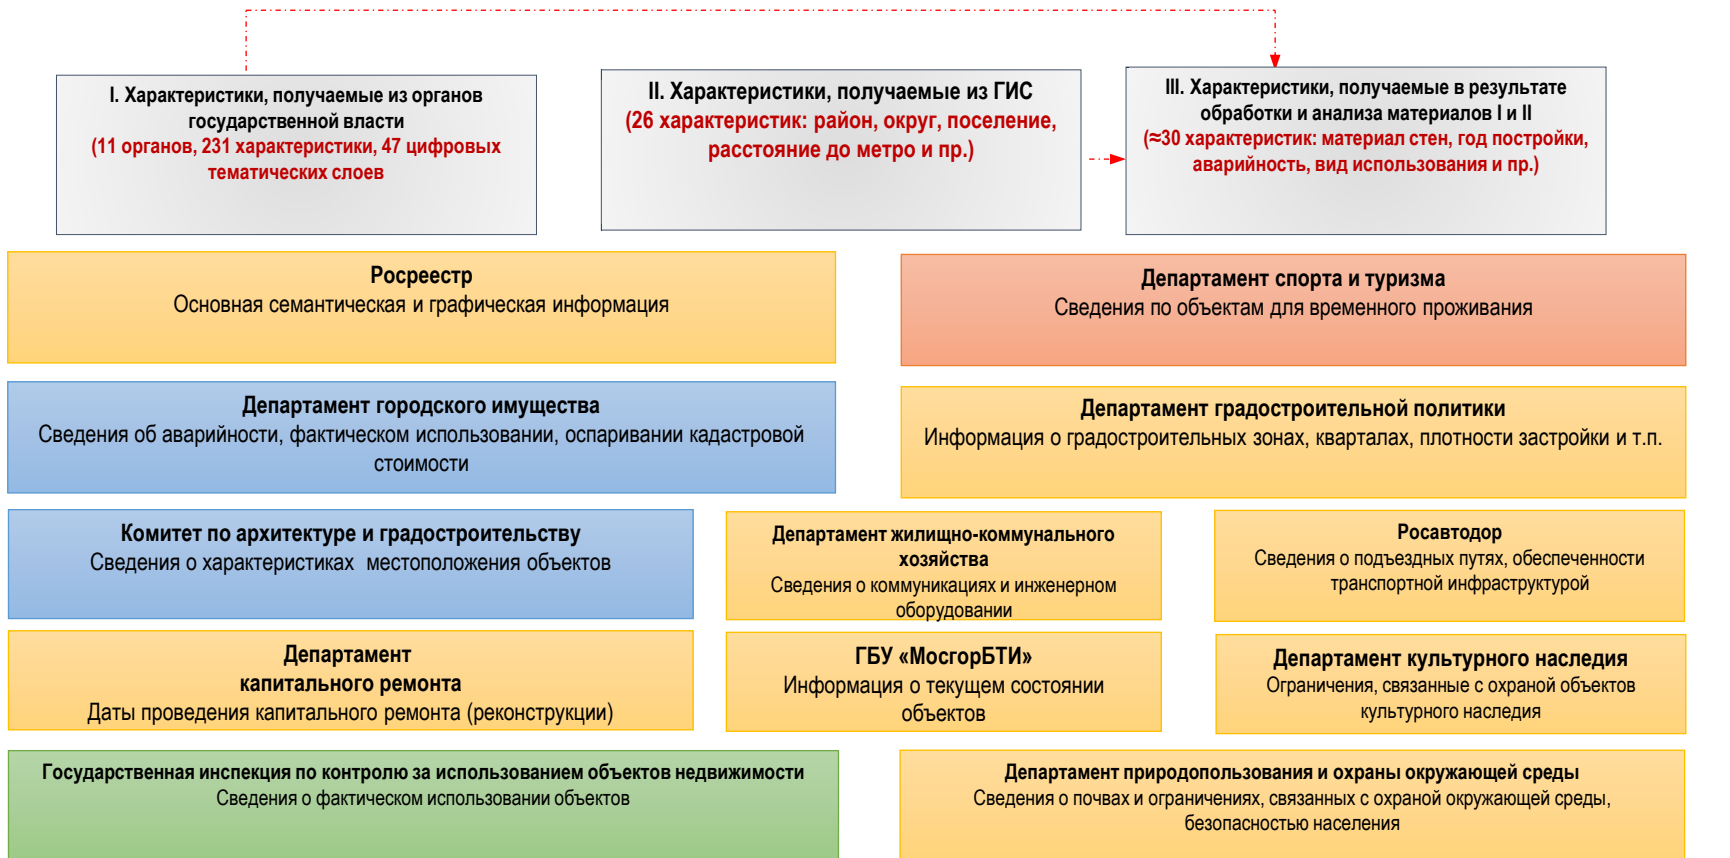 I. Характеристики, получаемые из органов
государственной власти
(11 органов, 231 характеристики, 47 цифровых
тематических слоев
II. Характеристики, получаемые из ГИС
(26 характеристик: район, округ, поселение,
расстояние до метро и пр.)
III. Характеристики, получаемые в результате
обработки и анализа материалов I и II
(≈30 характеристик: материал стен, год постройки,
аварийность, вид использования и пр.)
Росреестр
Основная семантическая и графическая информация
Департамент спорта и туризма
Сведения по объектам для временного проживания
Департамент городского имущества
Сведения об аварийности, фактическом использовании, оспаривании кадастровой
стоимости
Департамент градостроительной политики
Информация о градостроительных зонах, кварталах, плотности застройки и т.п.
Комитет по архитектуре и градостроительству
Сведения о характеристиках местоположения объектов
Департамент жилищно-коммунального
хозяйства
Сведения о коммуникациях и инженерном
оборудовании
Росавтодор
Сведения о подъездных путях, обеспеченности
транспортной инфраструктурой
Департамент
капитального ремонта
Даты проведения капитального ремонта (реконструкции)
ГБУ «МосгорБТИ»
Информация о текущем состоянии
объектов
Департамент культурного наследия
Ограничения, связанные с охраной объектов
культурного наследия
Государственная инспекция по контролю за использованием объектов недвижимости
Сведения о фактическом использовании объектов
Департамент природопользования и охраны окружающей среды
Сведения о почвах и ограничениях, связанных с охраной окружающей среды,
безопасностью населения